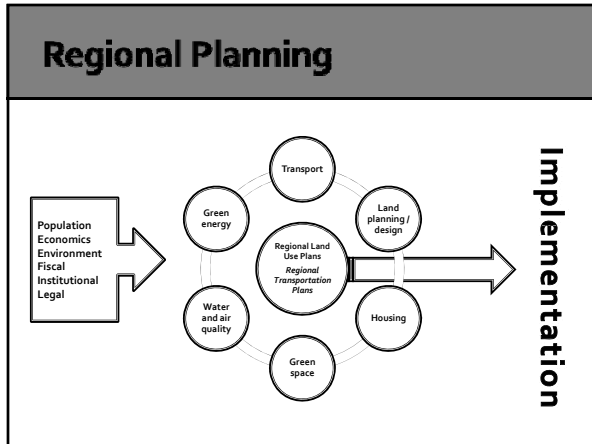 Regional Planning
Population
Economics
Environment
Fiscal
Institutional
Legal
Transport
Green
energy
Land
planning /
design
Regional Land
Use Plans
Regional
Transportation
Plans
Water
and air
quality
Housing
Green
space
Implementation